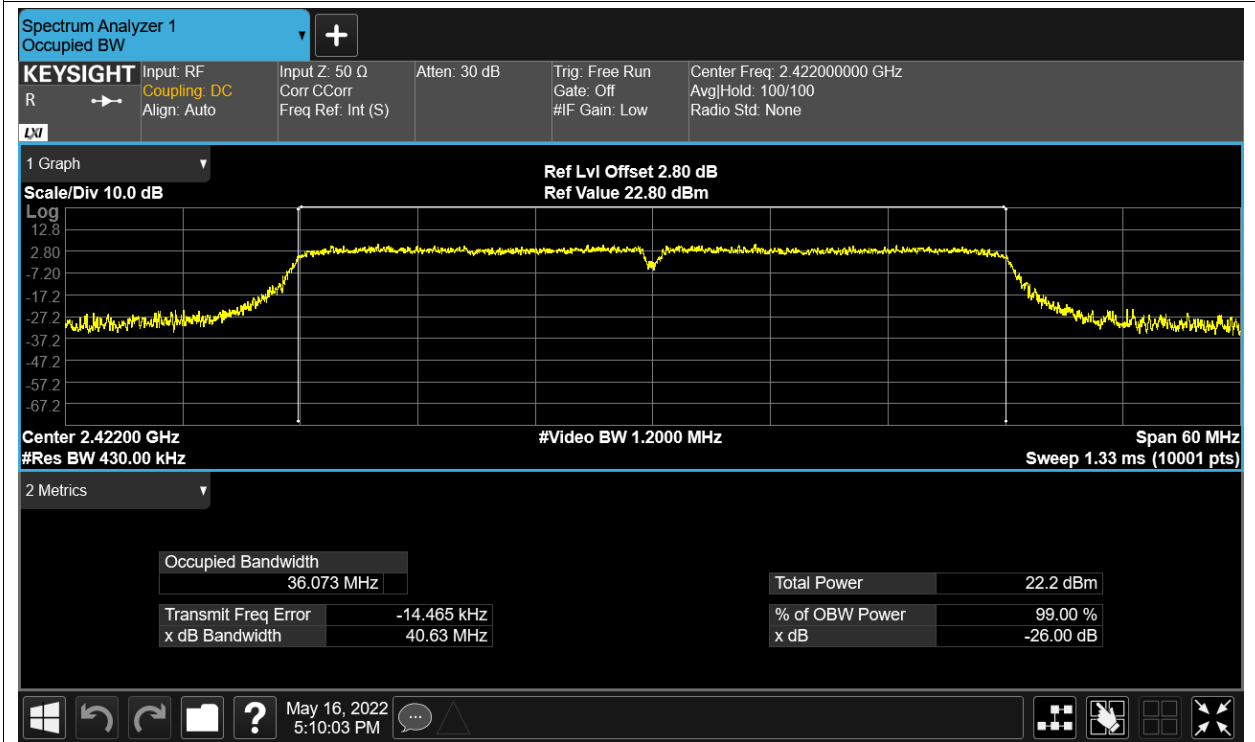 Spectrum Analyzer 1
Occupied BW
KEYSIGHT
R
LXI
Input: RF
Coupling: DC
Align: Auto
Input Z: 50 Ω
Corr CCorr
Freq Ref: Int (S)
Atten: 30 dB
Trig: Free Run
Gate: Off
#IF Gain: Low
Center Freq: 2.422000000 GHz
Avg|Hold: 100/100
Radio Std: None
1 Graph
Scale/Div 10.0 dB
Ref Lvl Offset 2.80 dB
Ref Value 22.80 dBm
Log
12.8
2.80
-7.20
-17.2
-27.2
-37.2
-47.2
-57.2
-67.2
Center 2.42200 GHz
#Video BW 1.2000 MHz
Span 60 MHz
#Res BW 430.00 kHz
Sweep 1.33 ms (10001 pts)
2 Metrics
Occupied Bandwidth
36.073 MHz
Transmit Freq Error -14.465 kHz
x dB Bandwidth 40.63 MHz
Total Power 22.2 dBm
% of OBW Power 99.00 %
x dB -26.00 dB
?
May 16, 2022
5:10:03 PM